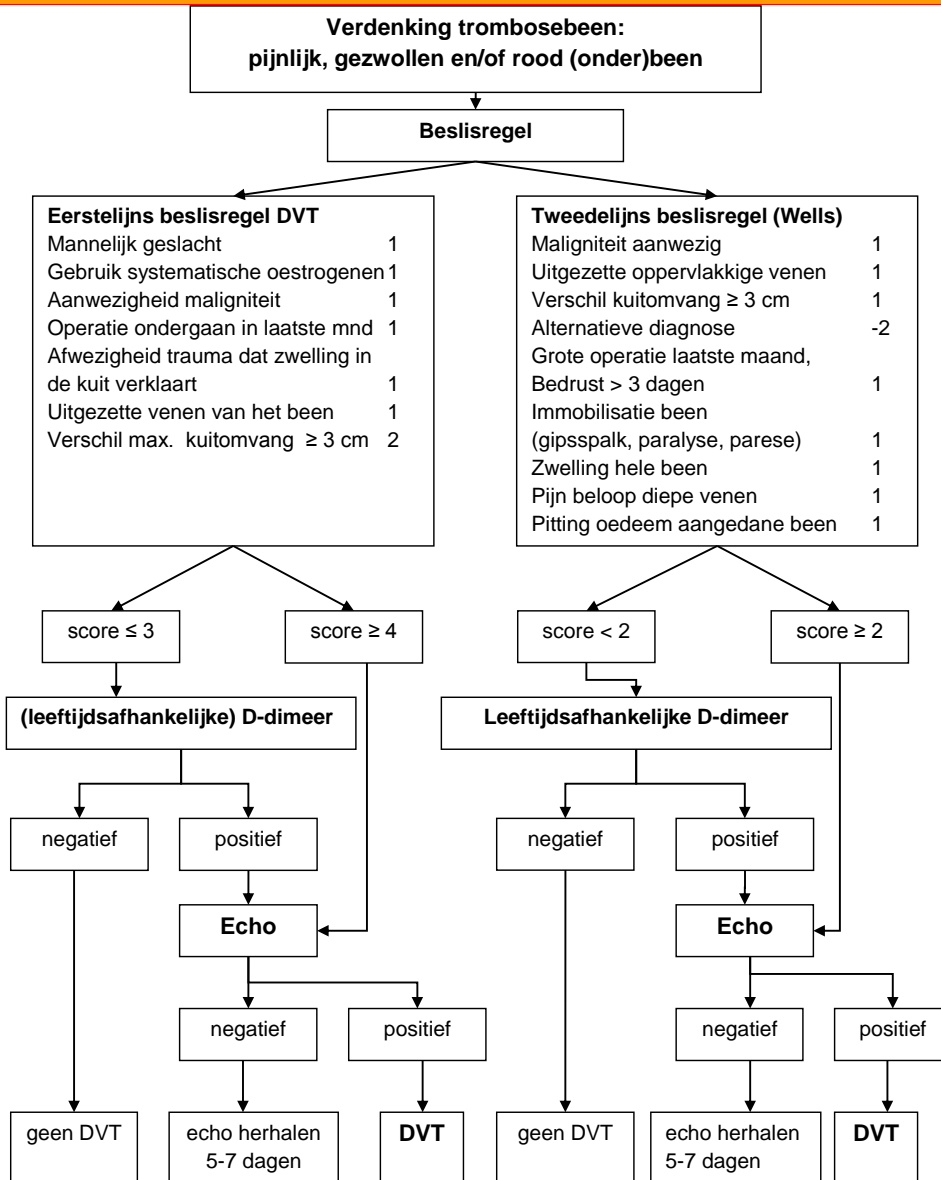 Verdenking trombosebeen:
pijnlijk, gezwollen en/of rood (onder)been
Beslisregel
Eerstelijns beslisregel DVT
Mannelijk geslacht 1
Gebruik systematische oestrogenen 1
Aanwezigheid maligniteit 1
Operatie ondergaan in laatste mnd 1
Afwezigheid trauma dat zwelling in
de kuit verklaart 1
Uitgezette venen van het been 1
Verschil max. kuitomvang ≥ 3 cm 2
Tweedelijns beslisregel (Wells)
Maligniteit aanwezig 1
Uitgezette oppervlakkige venen 1
Verschil kuitomvang ≥ 3 cm 1
Alternatieve diagnose -2
Grote operatie laatste maand,
Bedrust > 3 dagen 1
Immobilisatie been
(gipsspalk, paralyse, parese) 1
Zwelling hele been 1
Pijn beloop diepe venen 1
Pitting oedeem aangedane been 1
score ≤ 3
score ≥ 4
score < 2
score ≥ 2
(leeftijdsafhankelijke) D-dimeer
Leeftijdsafhankelijke D-dimeer
negatief
positief
negatief
positief
Echo
Echo
negatief
positief
negatief
positief
geen DVT
echo herhalen
5-7 dagen
DVT
geen DVT
echo herhalen
5-7 dagen
DVT